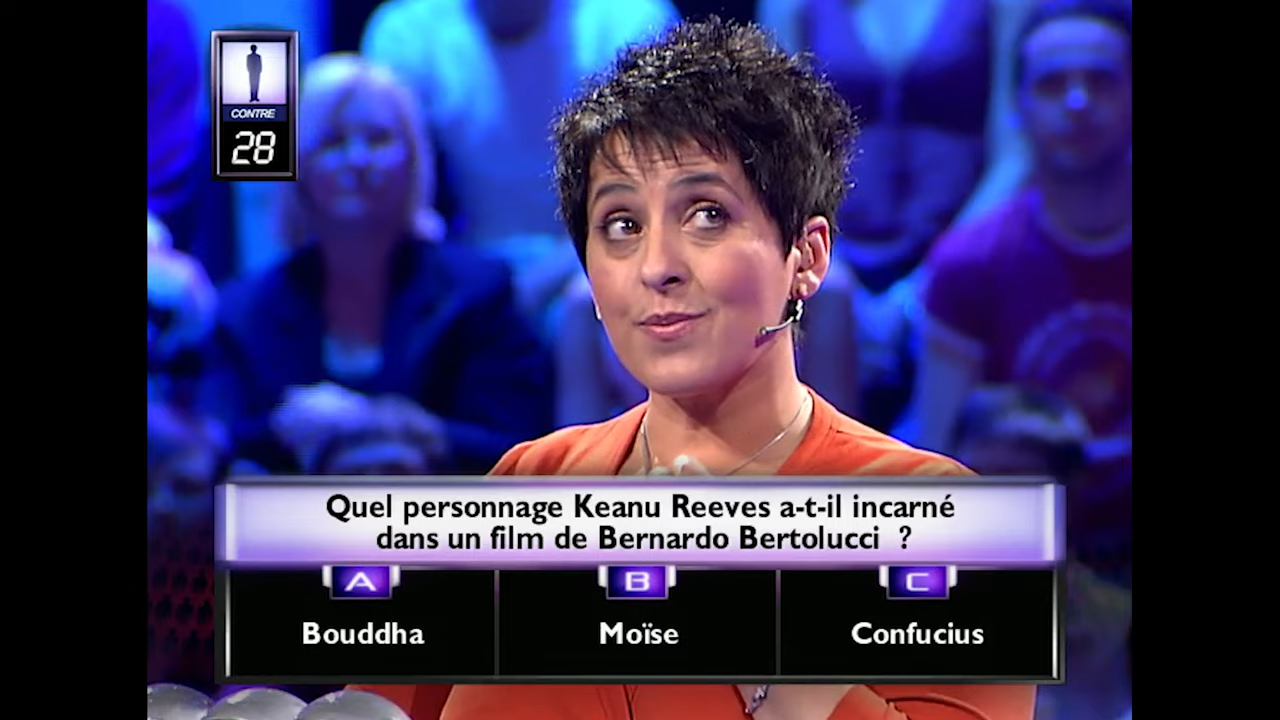 CONTRE
28
Quel personnage Keanu Reeves a-t-il incarné
dans un film de Bernardo Bertolucci ?
A
Bouddha
B
Moïse
C
Confucius